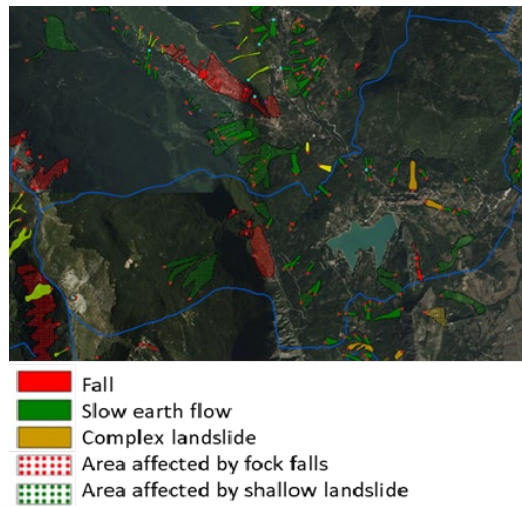 Fall
Slow earth flow
Complex landslide
Area affected by fock falls
Area affected by shallow landslide